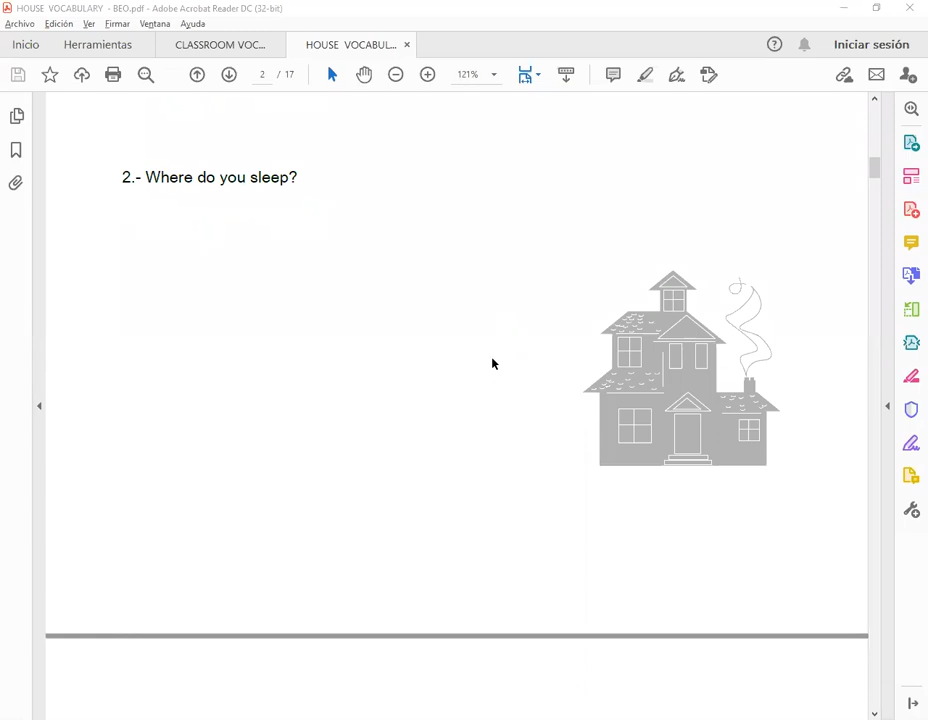 HOUSE VOCABULARY - BEO.pdf - Adobe Acrobat Reader DC (32-bit)
Archivo Edición Ver Firmar Ventana Ayuda
Inicio Herramientas CLASSROOM VOC... HOUSE VOCABUL... × Iniciar sesión
2 / 17 121%
2.- Where do you sleep?